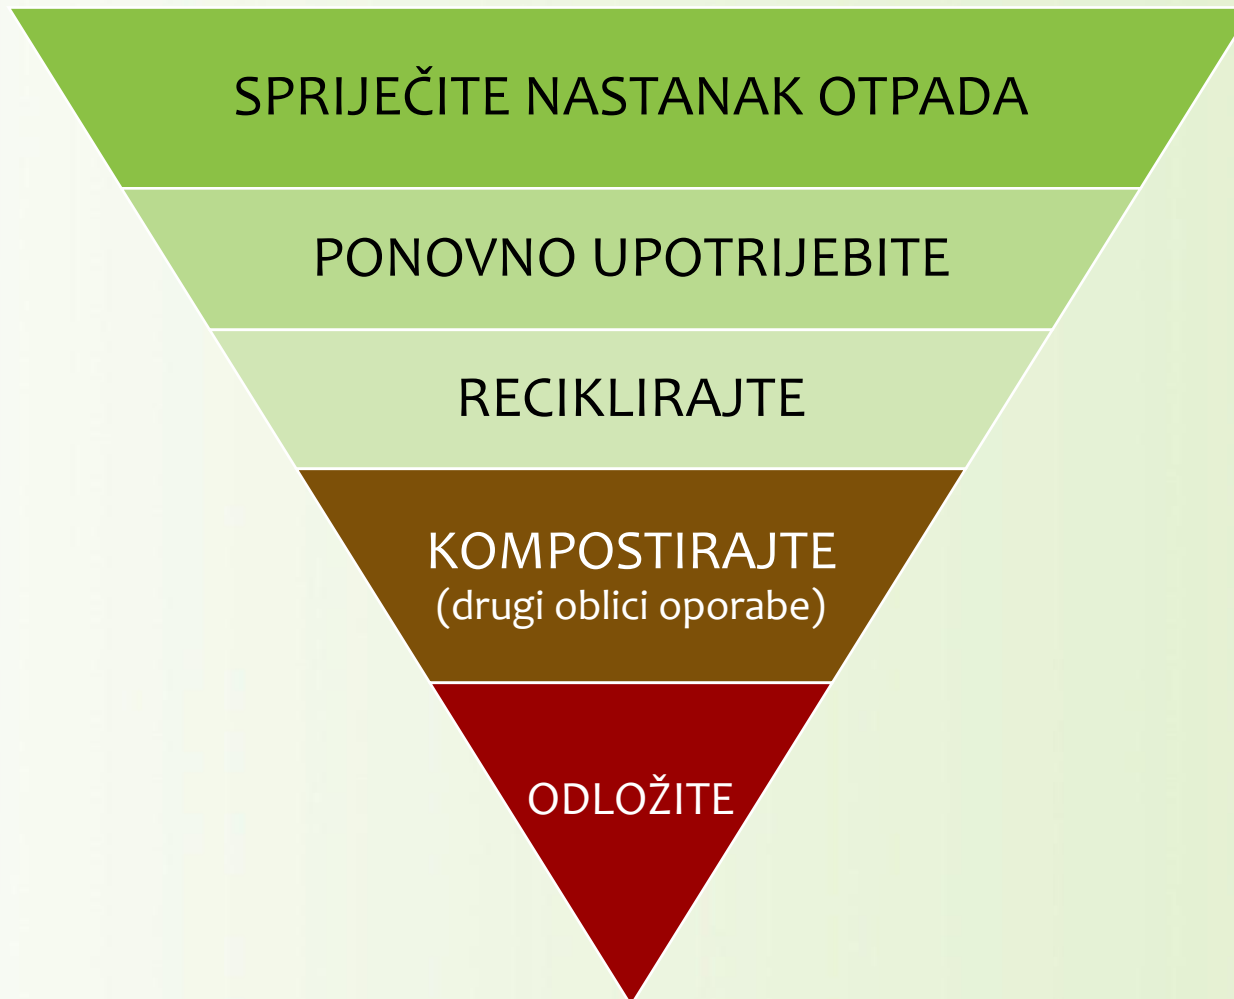 SPRIJEČITE NASTANAK OTPADA
PONOVNO UPOTRIJEBITE
RECIKLIRAJTE
KOMPOSTIRAJTE
(drugi oblici oporabe)
ODLOŽITE